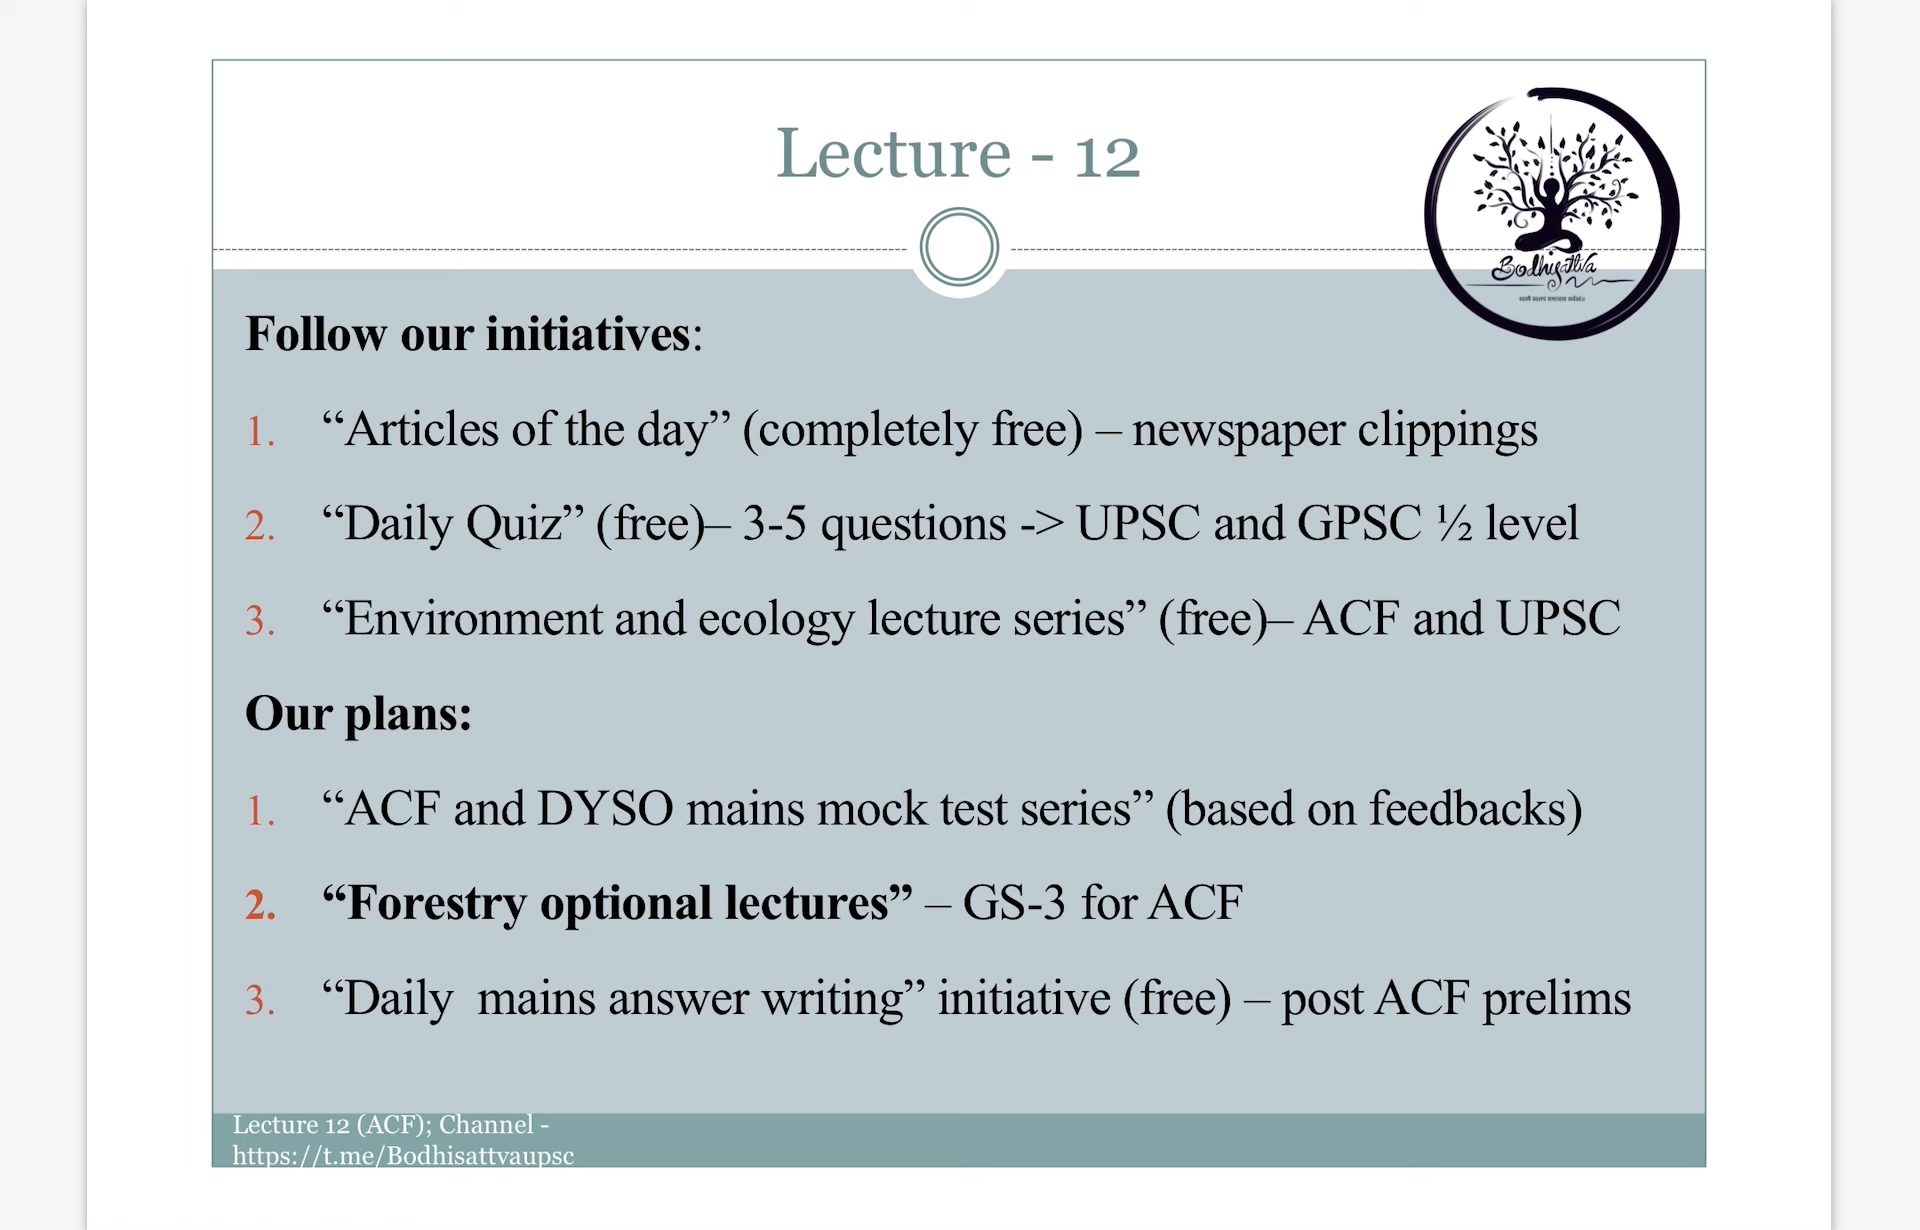 Lecture - 12
Bodhisattva
Follow our initiatives:
1. “Articles of the day” (completely free) – newspaper clippings
2. “Daily Quiz” (free)– 3-5 questions -> UPSC and GPSC ½ level
3. “Environment and ecology lecture series” (free)– ACF and UPSC
Our plans:
1. “ACF and DYSO mains mock test series” (based on feedbacks)
2. “Forestry optional lectures” – GS-3 for ACF
3. “Daily  mains answer writing” initiative (free) – post ACF prelims
Lecture 12 (ACF); Channel -
https://t.me/Bodhisattvaupsc